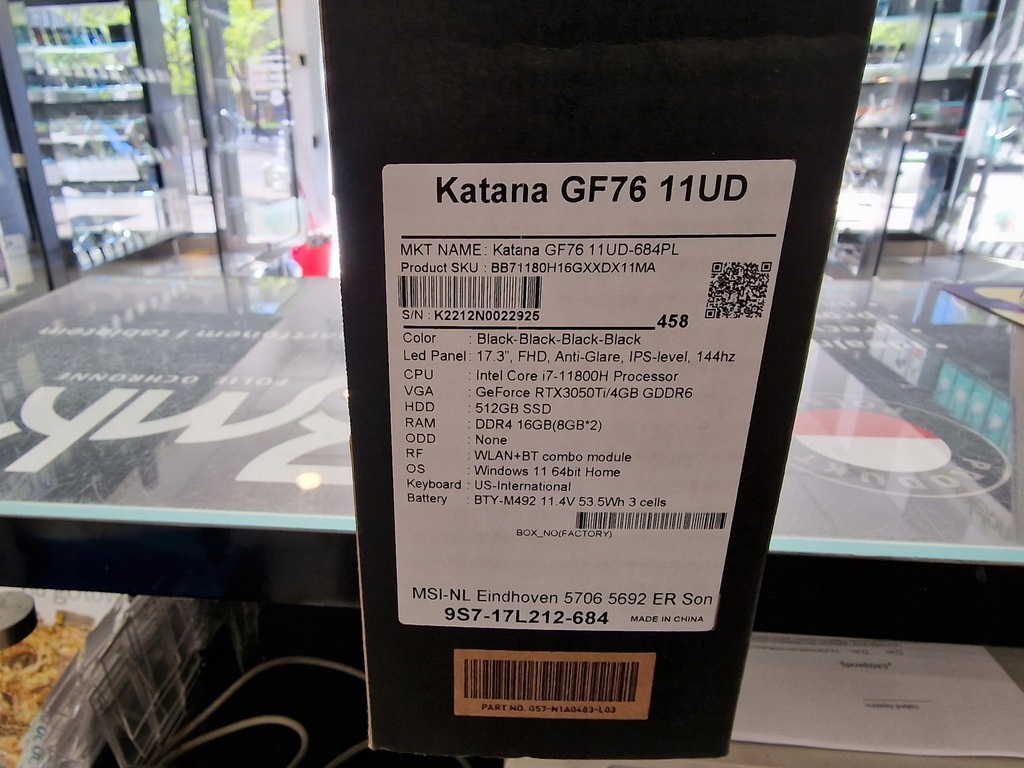 Katana GF76 11UD
MKT NAME : Katana GF76 11UD-684PL
Product SKU : BB71180H16GXXDX11MA
S/N : K2212N0022925
458
Color : Black-Black-Black-Black
Led Panel : 17.3", FHD, Anti-Glare, IPS-level, 144hz
CPU : Intel Core i7-11800H Processor
VGA : GeForce RTX3050Ti/4GB GDDR6
HDD : 512GB SSD
RAM : DDR4 16GB(8GB*2)
ODD : None
RF : WLAN+BT combo module
OS : Windows 11 64bit Home
Keyboard : US-International
Battery : BTY-M492 11.4V 53.5Wh 3 cells
BOX_NO(FACTORY)
MSI-NL Eindhoven 5706 5692 ER Son
9S7-17L212-684 MADE IN CHINA
PART NO. GS7-N1A0483-L03
FOLIE OCHRONNE